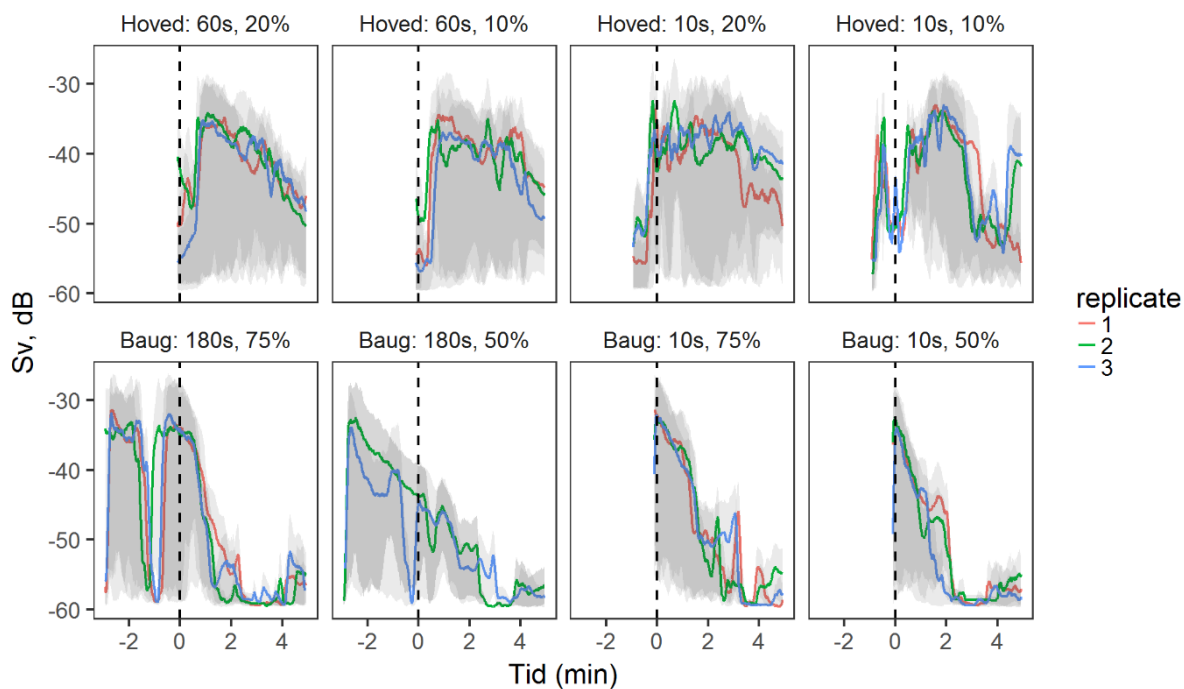 Hoved: 60s, 20% Hoved: 60s, 10% Hoved: 10s, 20% Hoved: 10s, 10%
-30
-40
-50
-60
Baug: 180s, 75% Baug: 180s, 50% Baug: 10s, 75% Baug: 10s, 50%
-30
-40
-50
-60
-2 0 2 4 -2 0 2 4 -2 0 2 4 -2 0 2 4
Tid (min)
Sv, dB
replicate
1
2
3